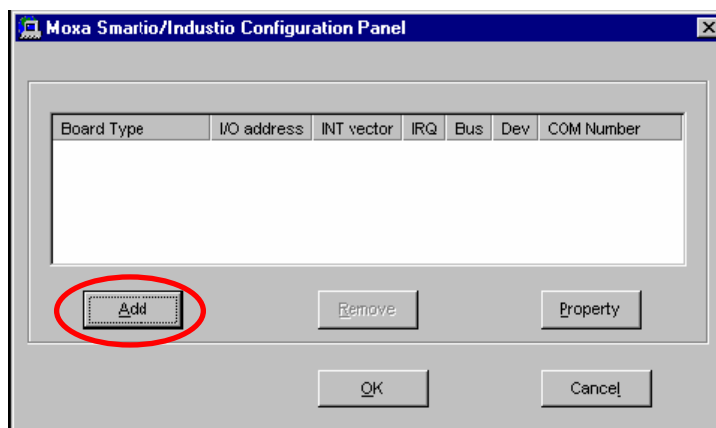 Moxa Smartio/Industio Configuration Panel
Board Type I/O address INT vector IRQ Bus Dev COM Number
Add Remove Property
OK Cancel